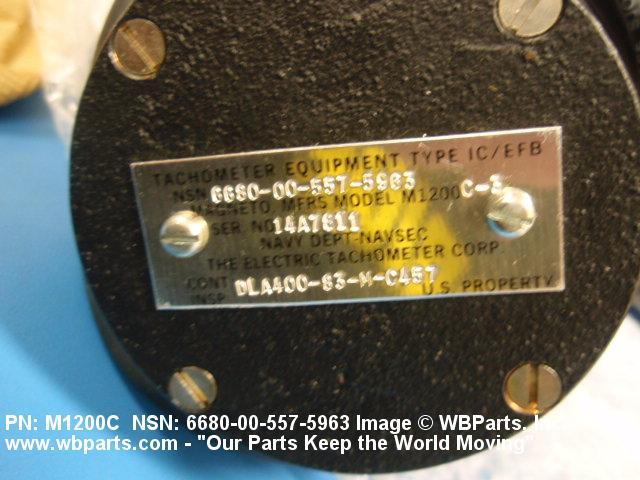 TACHOMETER EQUIPMENT TYPE IC/EFB
NSN 6680-00-557-5963
MAGNETO MFRS MODEL M1200C-3
SER. NO 14A7611
NAVY DEPT-NAVSEC
THE ELECTRIC TACHOMETER CORP
CONT DLA400-83-M-C457
INSP U.S. PROPERTY
PN: M1200C NSN: 6680-00-557-5963 Image © WBParts, Inc.
www.wbparts.com - "Our Parts Keep the World Moving"